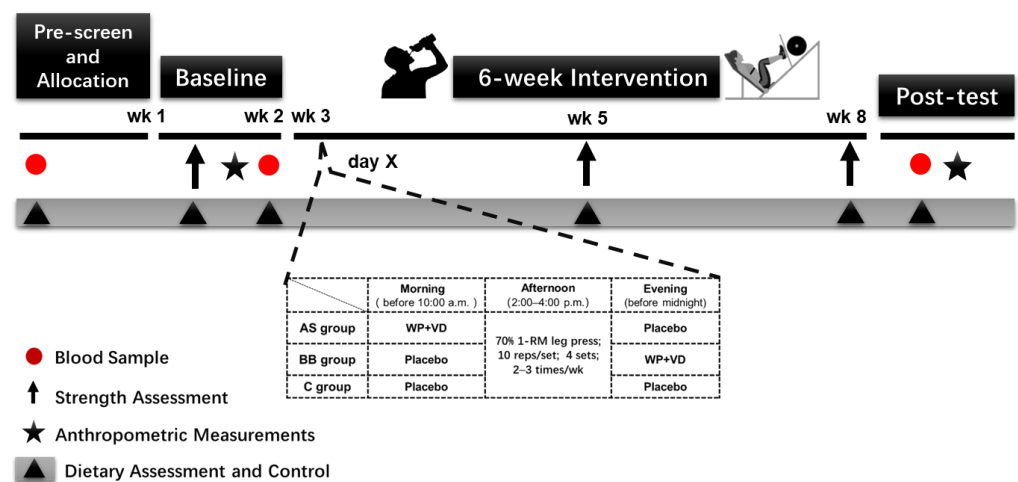 Pre-screen
and
Allocation
Baseline
6-week Intervention
Post-test
wk 1
wk 2
wk 3
wk 5
wk 8
day X
Morning
( before 10:00 a.m. )
Afternoon
(2:00–4:00 p.m.)
Evening
(before midnight)
AS group
WP+VD
Placebo
70% 1-RM leg press;
10 reps/set; 4 sets;
2–3 times/wk
BB group
Placebo
WP+VD
C group
Placebo
Placebo
Blood Sample
Strength Assessment
Anthropometric Measurements
Dietary Assessment and Control